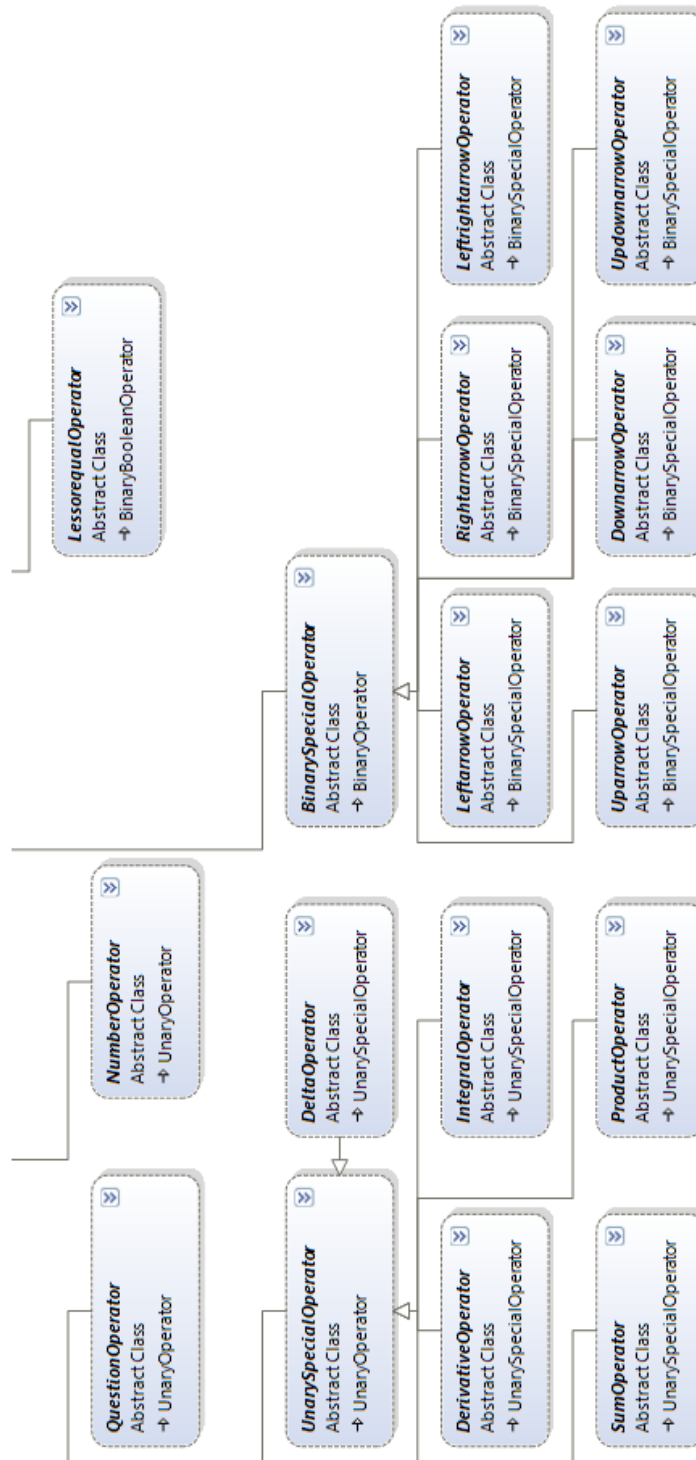 LessorequalOperator
Abstract Class
→ BinaryBooleanOperator
QuestionOperator
Abstract Class
→ UnaryOperator
NumberOperator
Abstract Class
→ UnaryOperator
UnarySpecialOperator
Abstract Class
→ UnaryOperator
DeltaOperator
Abstract Class
→ UnarySpecialOperator
BinarySpecialOperator
Abstract Class
→ BinaryOperator
DerivativeOperator
Abstract Class
→ UnarySpecialOperator
IntegralOperator
Abstract Class
→ UnarySpecialOperator
LeftarrowOperator
Abstract Class
→ BinarySpecialOperator
RightarrowOperator
Abstract Class
→ BinarySpecialOperator
LeftrightarrowOperator
Abstract Class
→ BinarySpecialOperator
SumOperator
Abstract Class
→ UnarySpecialOperator
ProductOperator
Abstract Class
→ UnarySpecialOperator
UparrowOperator
Abstract Class
→ BinarySpecialOperator
DownarrowOperator
Abstract Class
→ BinarySpecialOperator
UpdownarrowOperator
Abstract Class
→ BinarySpecialOperator